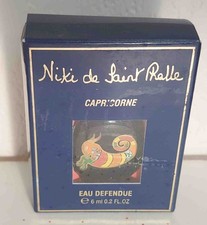 Niki de Saint Phalle
CAPRICORNE
EAU DEFENDUE
℮ 6 ml 0.2 FL.OZ